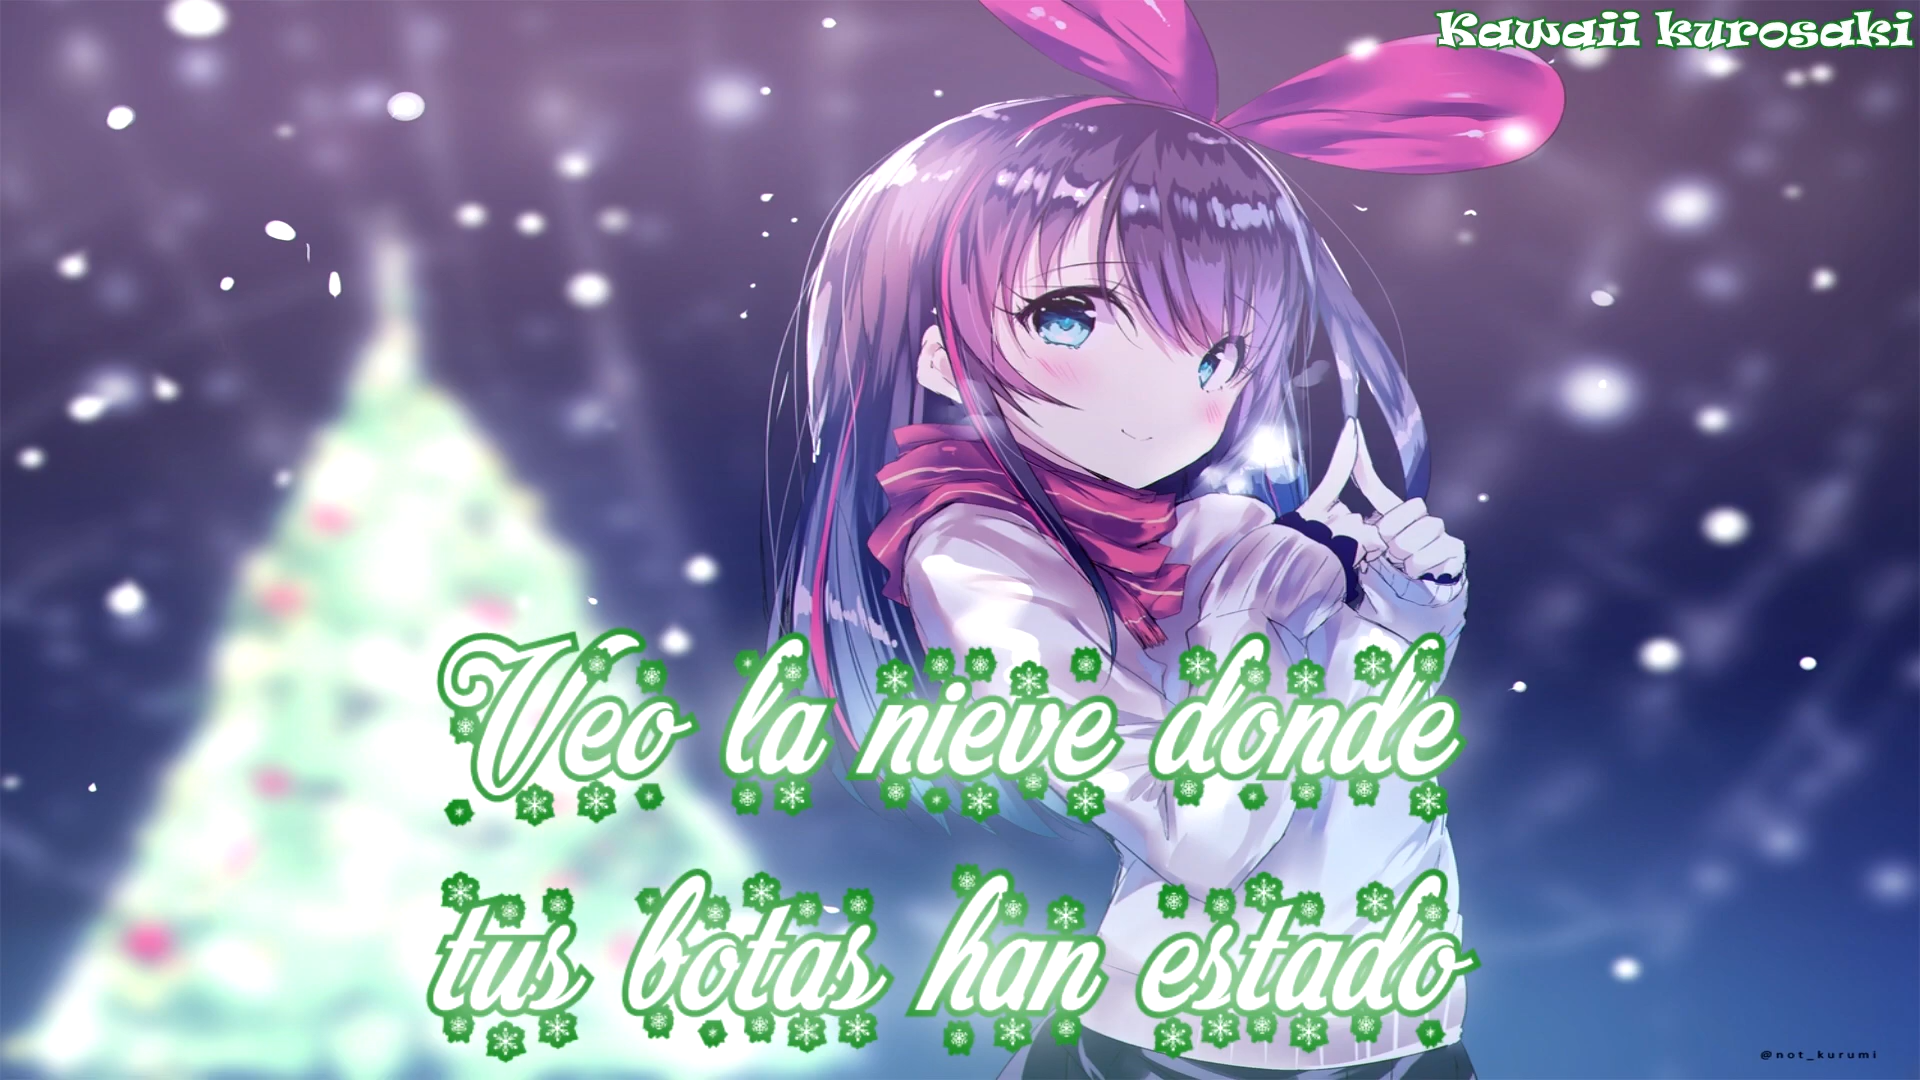 Kawaii kurosaki
Veo la nieve donde
tus botas han estado
@not_kurumi